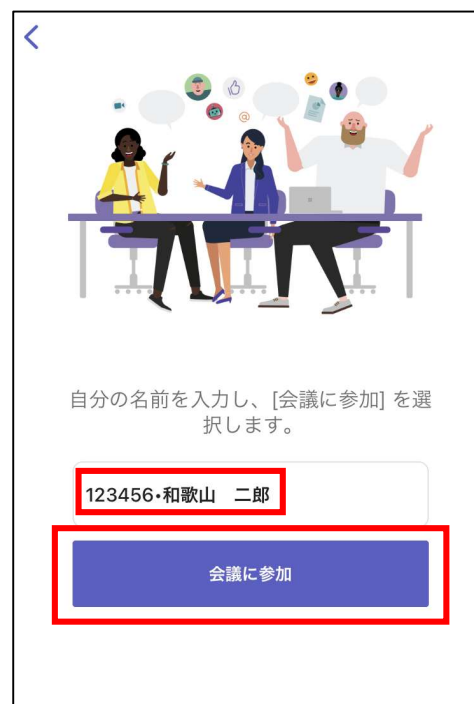 自分の名前を入力し、[会議に参加] を選
択します。
123456・和歌山　二郎
会議に参加